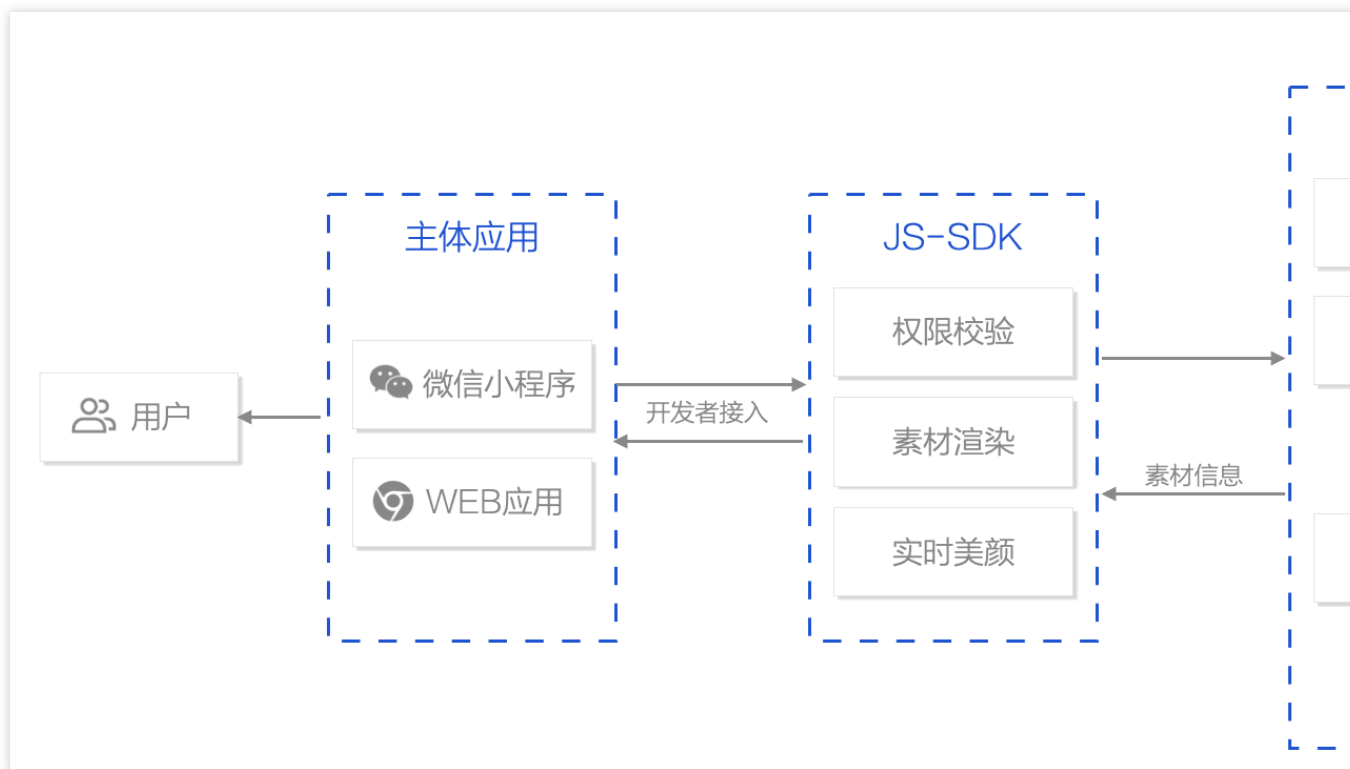 用户
主体应用
微信小程序
WEB应用
开发者接入
JS-SDK
权限校验
素材渲染
实时美颜
素材信息